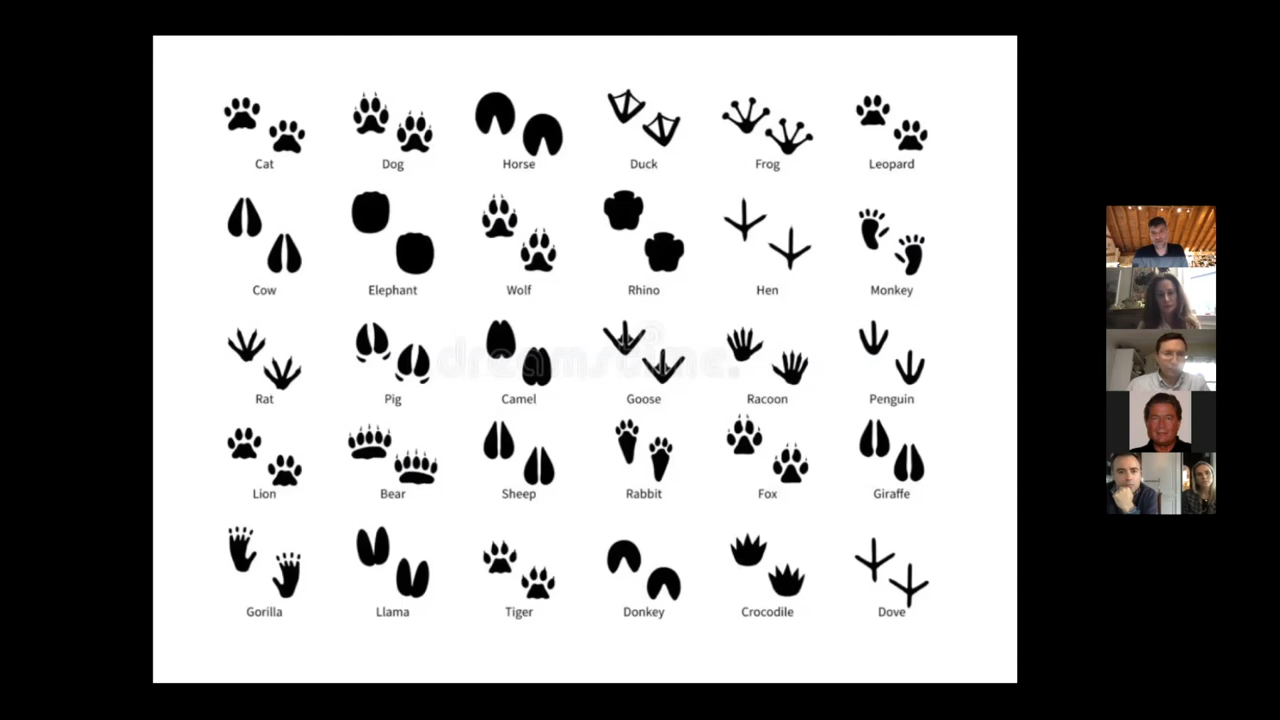 Cat Dog Horse Duck Frog Leopard
Cow Elephant Wolf Rhino Hen Monkey
dreamstime.
Rat Pig Camel Goose Racoon Penguin
Lion Bear Sheep Rabbit Fox Giraffe
Gorilla Llama Tiger Donkey Crocodile Dove